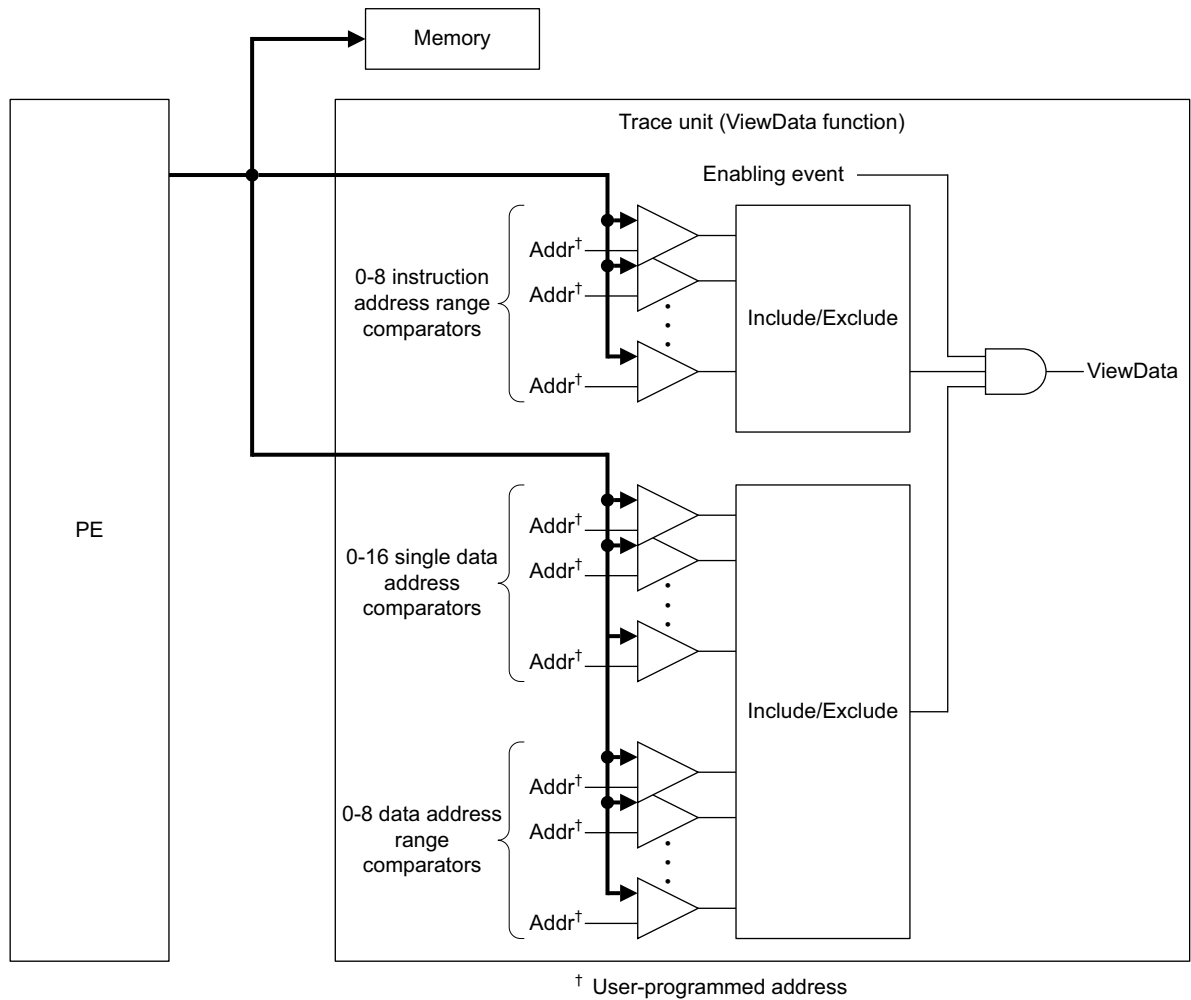 Memory
Trace unit (ViewData function)
Enabling event
Addr†
0-8 instruction
address range
comparators
Addr†
Include/Exclude
Addr†
ViewData
PE
Addr†
0-16 single data
address
comparators
Addr†
Addr†
Include/Exclude
Addr†
0-8 data address
range
comparators
Addr†
Addr†
† User-programmed address